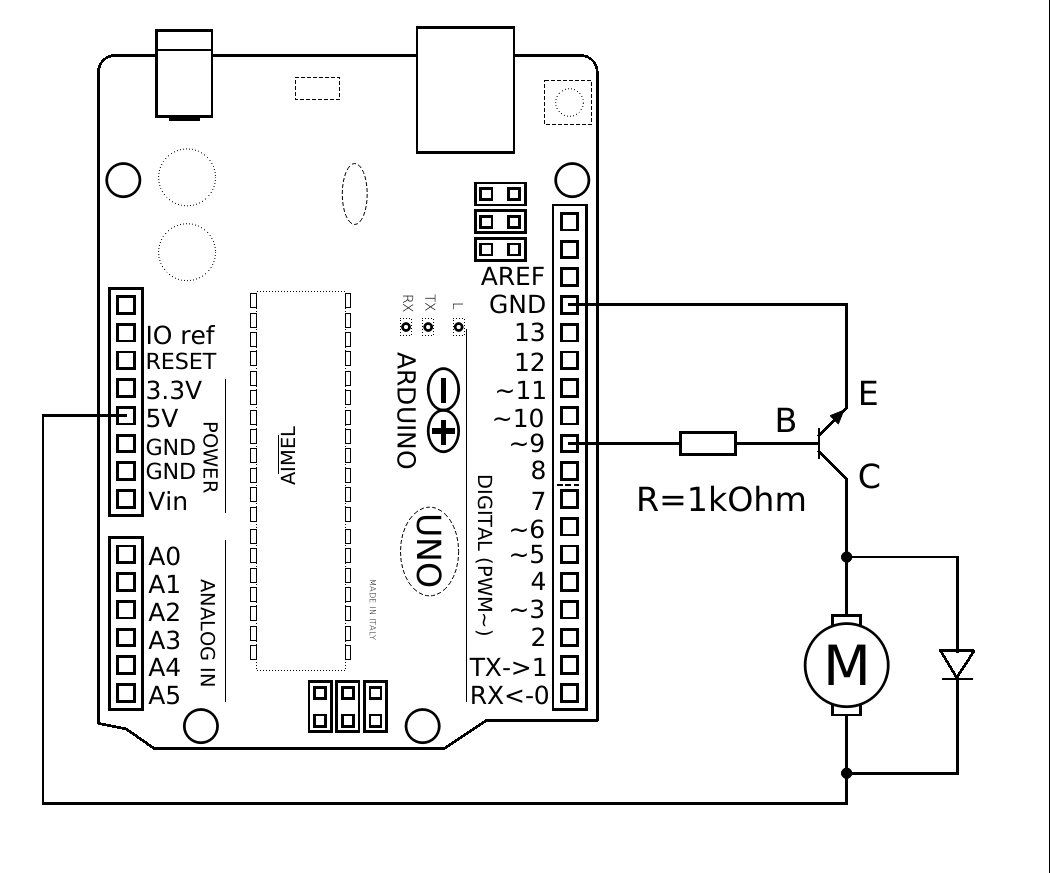 AREF
GND
13
12
~11
~10
~9
8
7
~6
~5
4
~3
2
TX->1
RX<-0
IO ref
RESET
3.3V
5V
GND
GND
Vin
POWER
A0
A1
A2
A3
A4
A5
ANALOG IN
AIMEL
RX
TX
L
ARDUINO
UNO
DIGITAL (PWM~)
MADE IN ITALY
E
B
C
R=1kOhm
M